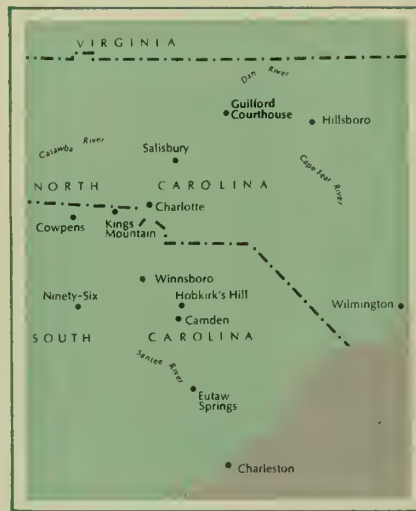 VIRGINIA
Dan River
Guilford
Courthouse
Hillsboro
Catawba River
Salisbury
Cape Fear River
NORTH CAROLINA
Charlotte
Kings
Mountain
Cowpens
Winnsboro
Ninety-Six
Hobkirk's Hill
Wilmington
Camden
SOUTH CAROLINA
Santee River
Eutaw
Springs
Charleston